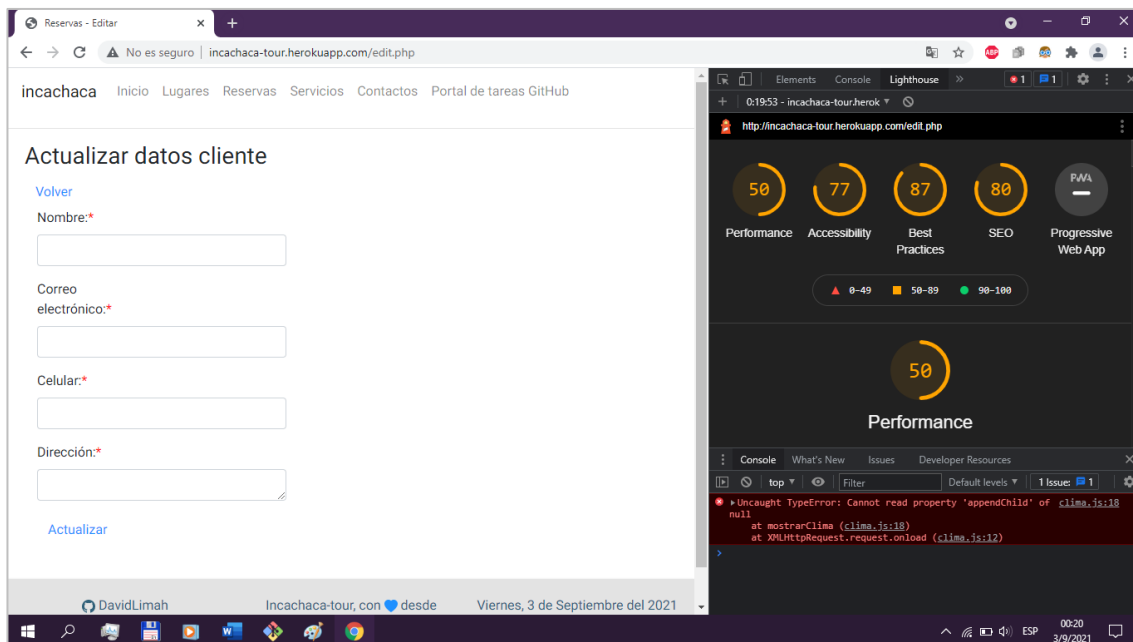 Reservas - Editar
No es seguro | incachaca-tour.herokuapp.com/edit.php
ABP
incachaca Inicio Lugares Reservas Servicios Contactos Portal de tareas GitHub
Actualizar datos cliente
Volver
Nombre:*
Correo
electrónico:*
Celular:*
Dirección:*
Actualizar
DavidLimah
Incachaca-tour, con desde
Viernes, 3 de Septiembre del 2021
Elements Console Lighthouse » 1 1
0:19:53 - incachaca-tour.herok
http://incachaca-tour.herokuapp.com/edit.php
50 77 87 80 PWA
Performance Accessibility Best Practices SEO Progressive Web App
0-49 50-89 90-100
50
Performance
Console What's New Issues Developer Resources
top Filter Default levels 1 Issue: 1
Uncaught TypeError: Cannot read property 'appendChild' of clima.js:18
null
at mostrarClima (clima.js:18)
at XMLHttpRequest.request.onload (clima.js:12)
ESP
00:20
3/9/2021